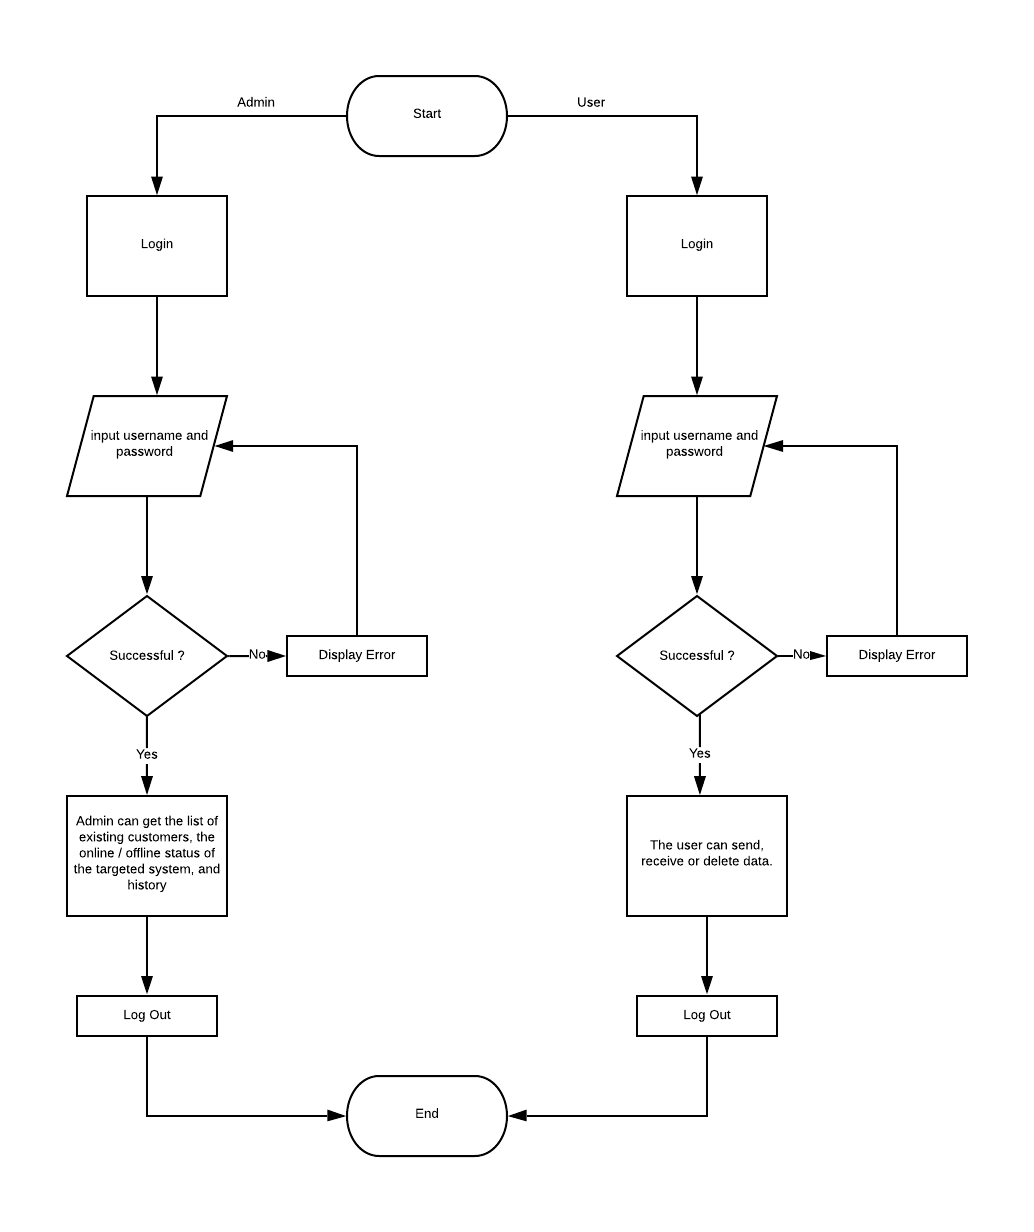 Admin
Start
User
Login
Login
input username and
password
input username and
password
Successful ?
No
Display Error
Successful ?
No
Display Error
Yes
Yes
Admin can get the list of
existing customers, the
online / offline status of
the targeted system, and
history
The user can send,
receive or delete data.
Log Out
Log Out
End